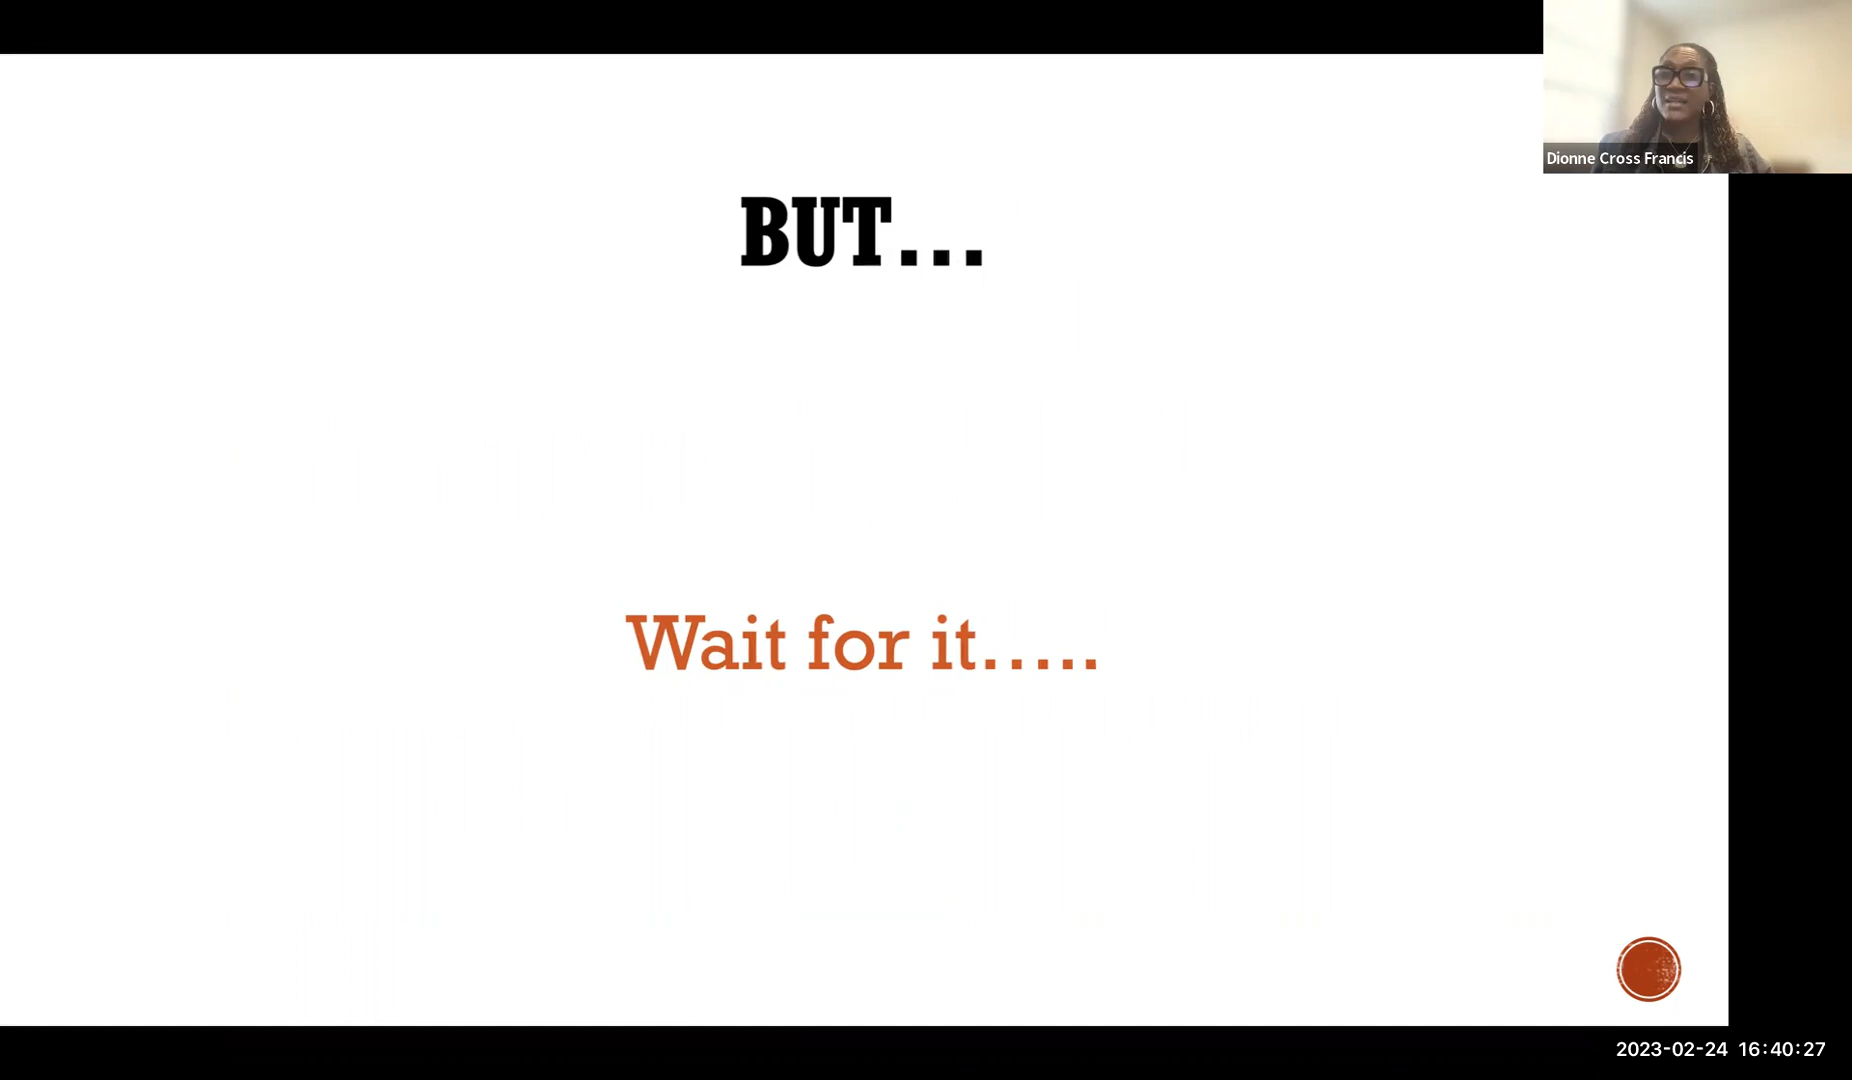 Dionne Cross Francis
BUT...
Wait for it.....
2023-02-24 16:40:27